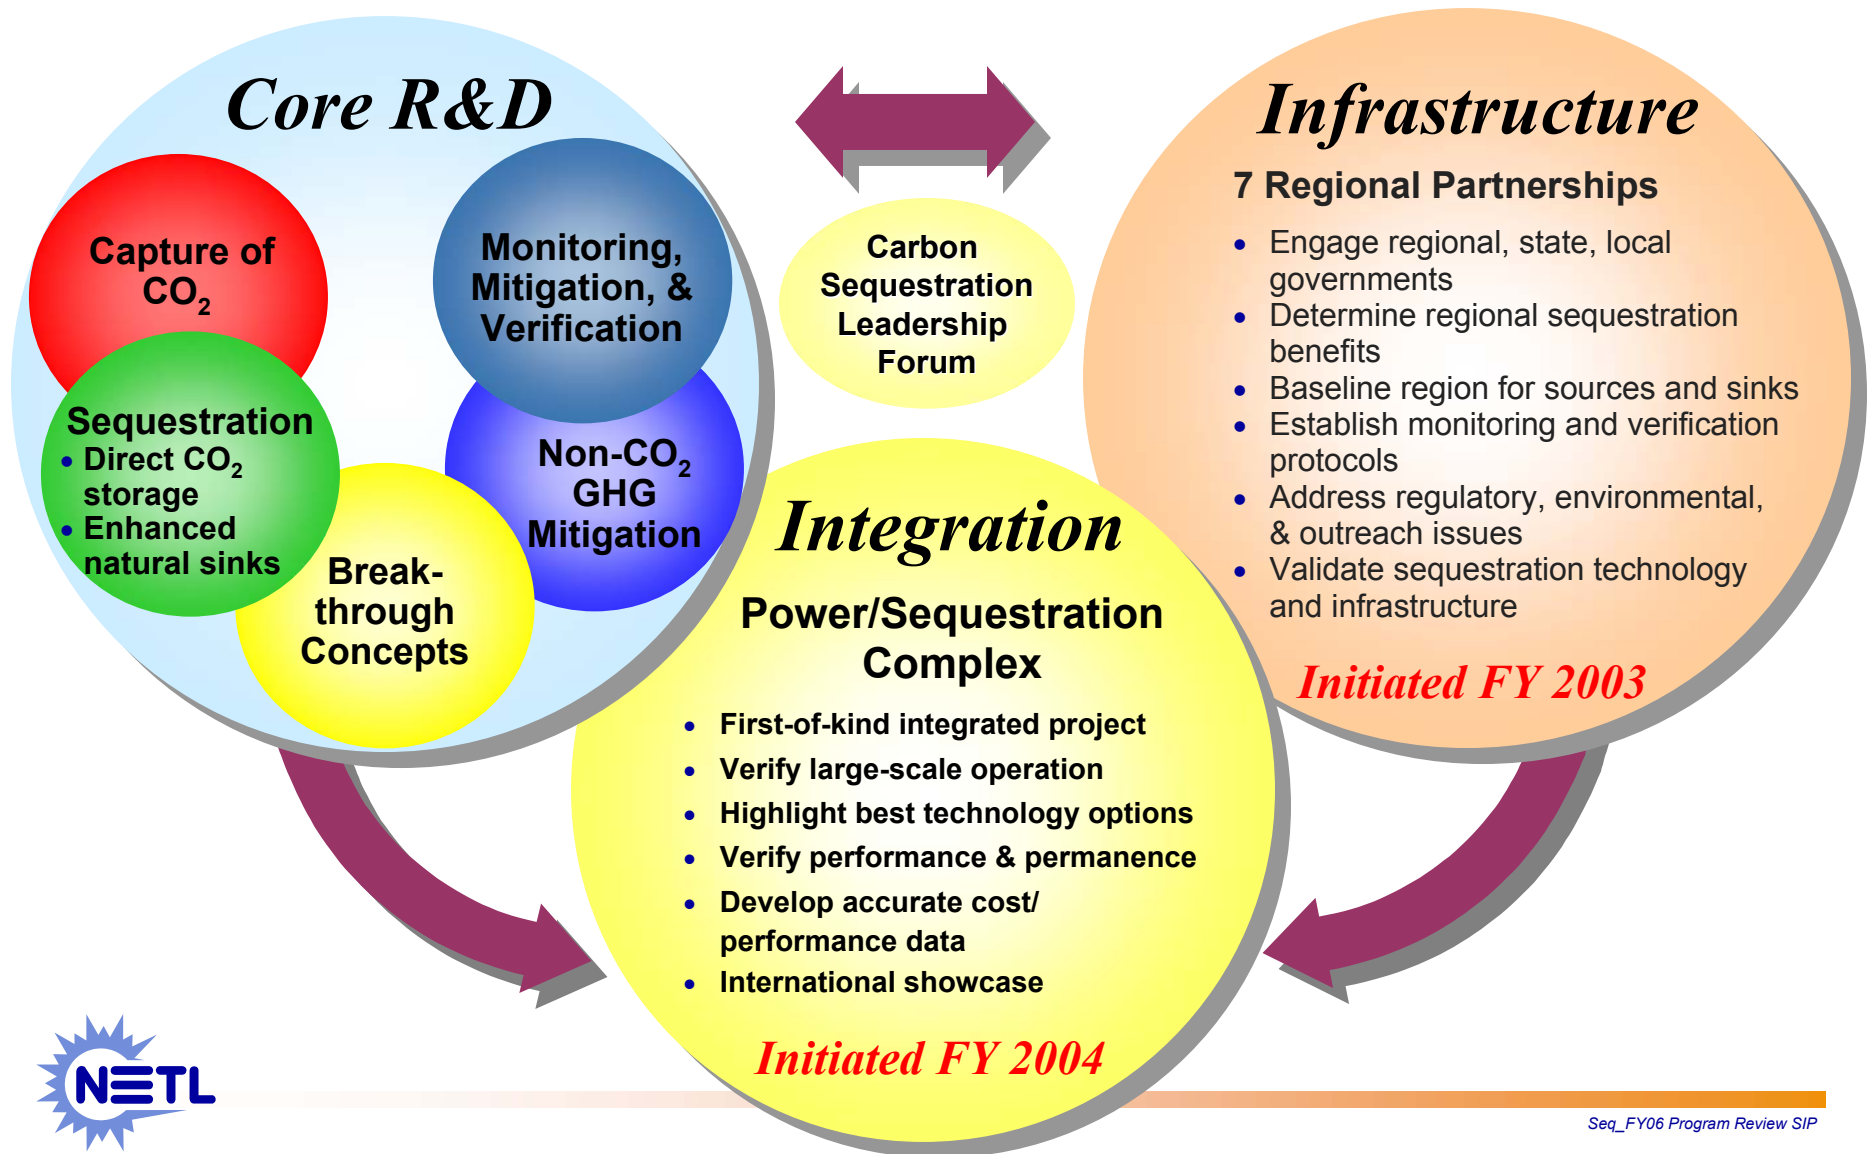 Core R&D
Capture of
CO₂
Monitoring,
Mitigation, &
Verification
Sequestration
• Direct CO₂
storage
• Enhanced
natural sinks
Non-CO₂
GHG
Mitigation
Break-
through
Concepts
Carbon
Sequestration
Leadership
Forum
Infrastructure
7 Regional Partnerships
• Engage regional, state, local
governments
• Determine regional sequestration
benefits
• Baseline region for sources and sinks
• Establish monitoring and verification
protocols
• Address regulatory, environmental,
& outreach issues
• Validate sequestration technology
and infrastructure
Initiated FY 2003
Integration
Power/Sequestration
Complex
• First-of-kind integrated project
• Verify large-scale operation
• Highlight best technology options
• Verify performance & permanence
• Develop accurate cost/
performance data
• International showcase
Initiated FY 2004
NETL
Seq_FY06 Program Review SIP